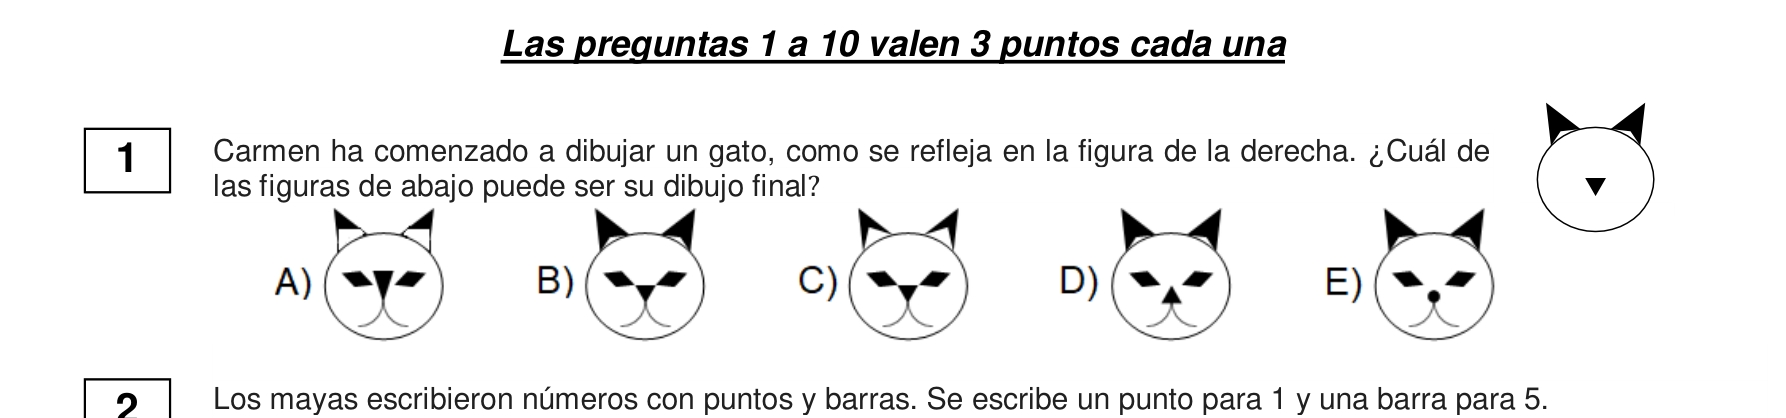 Las preguntas 1 a 10 valen 3 puntos cada una
1
Carmen ha comenzado a dibujar un gato, como se refleja en la figura de la derecha. ¿Cuál de
las figuras de abajo puede ser su dibujo final?
A) B) C) D) E)
2
Los mayas escribieron números con puntos y barras. Se escribe un punto para 1 y una barra para 5.